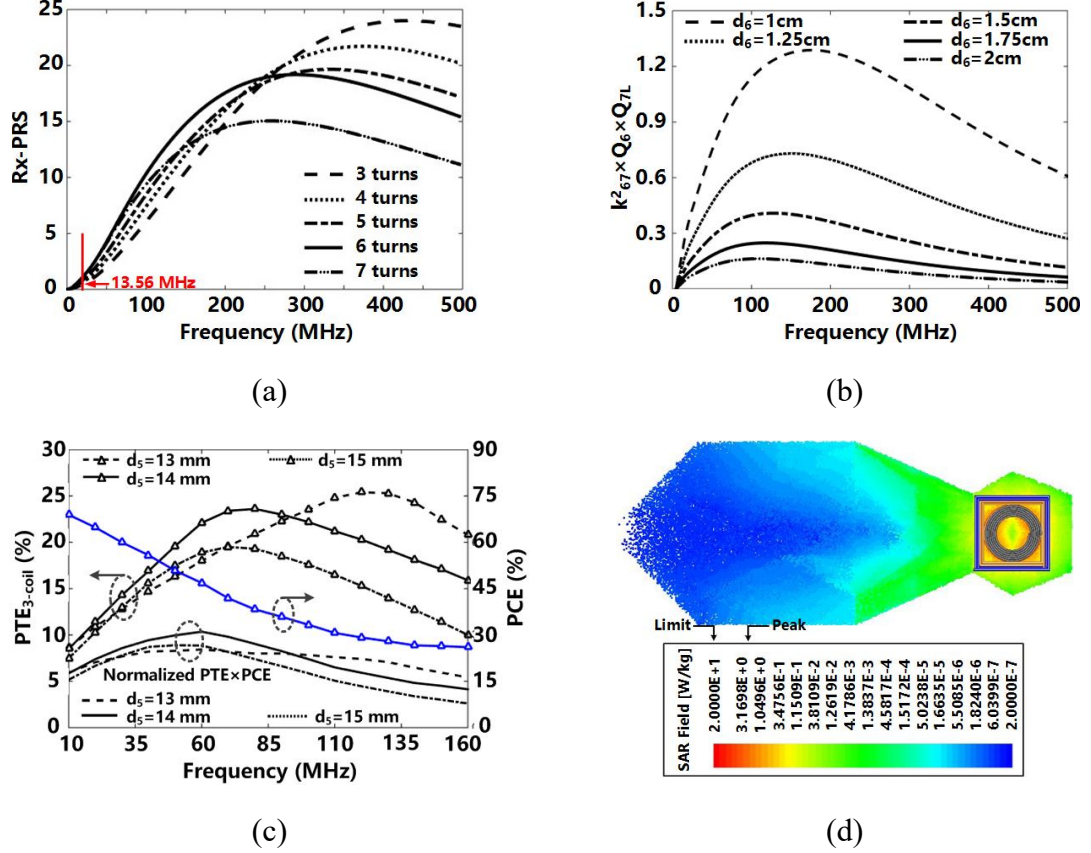 25
20
15
10
5
0
Rx-PRS
3 turns
4 turns
5 turns
6 turns
7 turns
13.56 MHz
0 100 200 300 400 500
Frequency (MHz)
(a)
1.5
1.2
0.9
0.6
0.3
0
k²₆₇×Q₆×Q₇L
d₆=1cm d₆=1.5cm
d₆=1.25cm d₆=1.75cm
d₆=2cm
0 100 200 300 400 500
Frequency (MHz)
(b)
30
25
20
15
10
5
0
PTE₃₋coil (%)
d₅=13 mm d₅=15 mm
d₅=14 mm
90
75
60
45
30
15
0
PCE (%)
Normalized PTE×PCE
d₅=13 mm
d₅=14 mm d₅=15 mm
10 35 60 85 110 135 160
Frequency (MHz)
(c)
Limit Peak
SAR Field [W/kg]
2.0000E+1
3.1698E+0
1.0496E+0
3.4756E-1
1.1509E-1
3.8109E-2
1.2619E-2
4.1786E-3
1.3837E-3
4.5817E-4
1.5172E-4
5.0238E-5
1.6635E-5
5.5085E-6
1.8240E-6
6.0399E-7
2.0000E-7
(d)